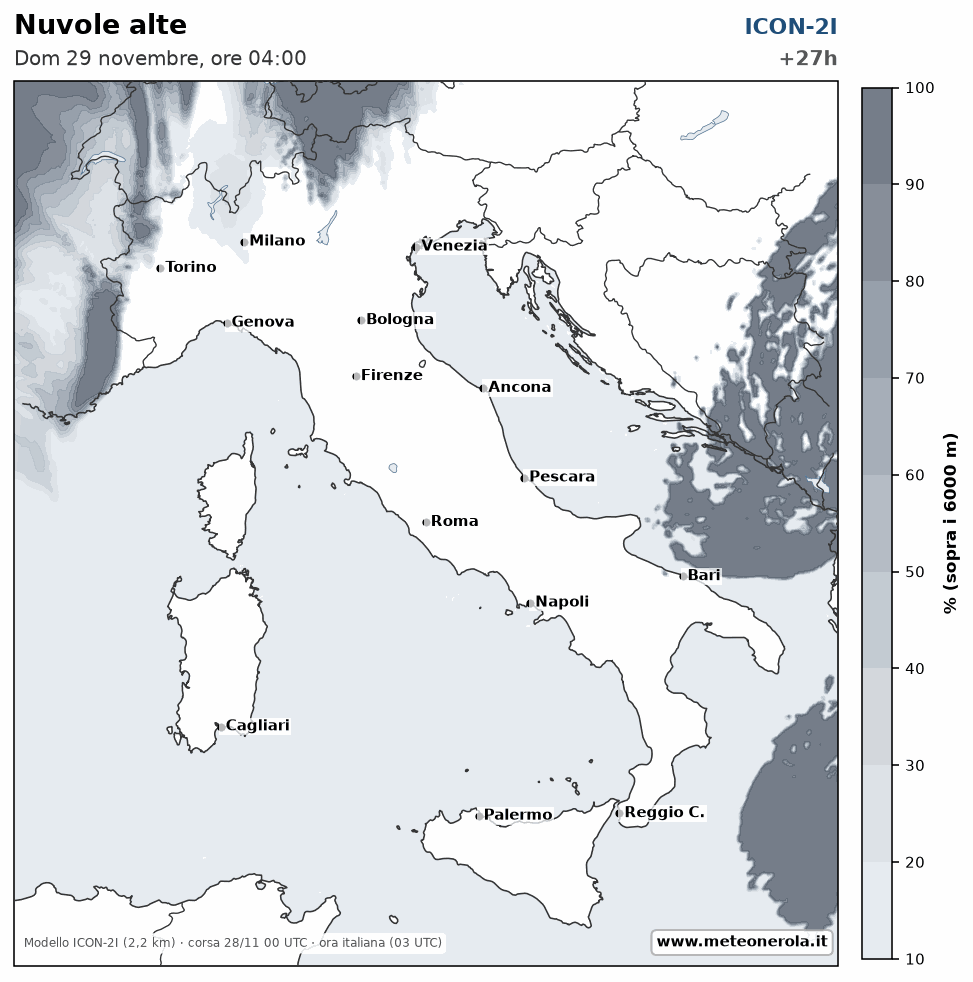 Nuvole alte
ICON-2I
Dom 29 novembre, ore 04:00
+27h
100
90
80
70
60
50
40
30
20
10
% (sopra i 6000 m)
Milano
Venezia
Torino
Genova
Bologna
Firenze
Ancona
Pescara
Roma
Bari
Napoli
Cagliari
Palermo
Reggio C.
Modello ICON-2I (2,2 km) · corsa 28/11 00 UTC · ora italiana (03 UTC)
www.meteonerola.it